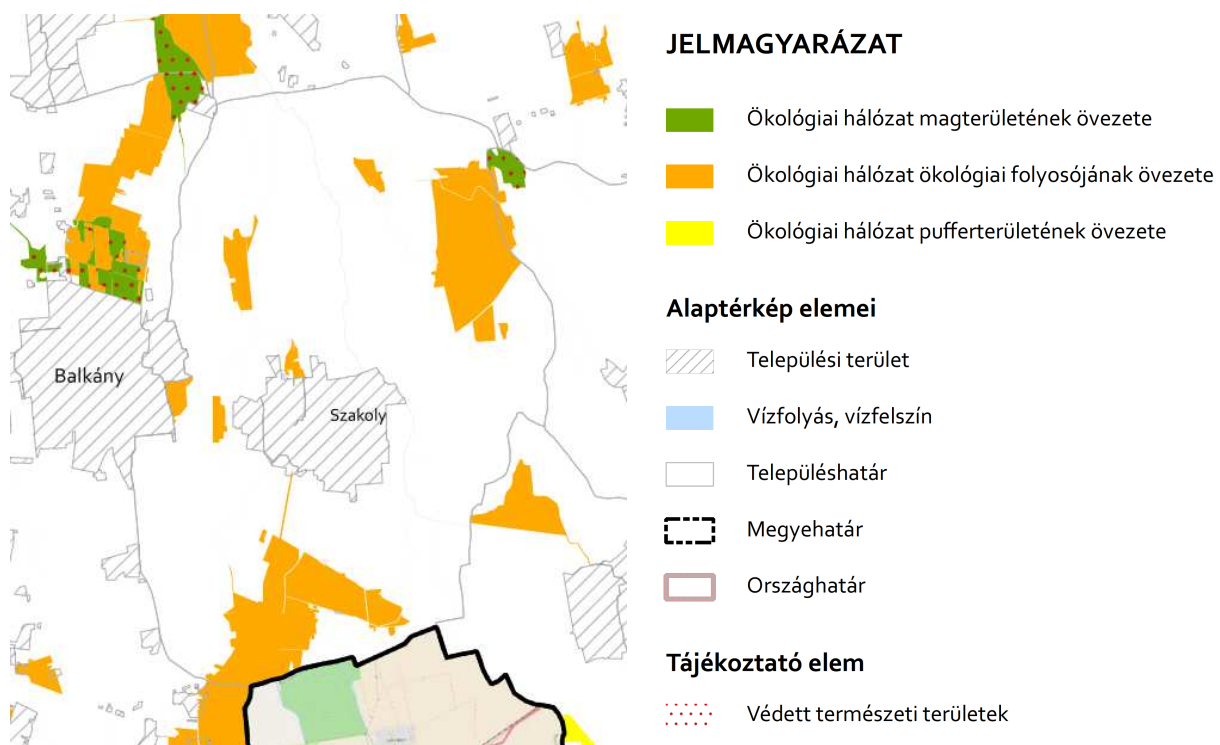 JELMAGYARÁZAT
Ökológiai hálózat magterületének övezete
Ökológiai hálózat ökológiai folyosójának övezete
Ökológiai hálózat pufferterületének övezete
Alaptérkép elemei
Települési terület
Vízfolyás, vízfelszín
Településhatár
Megyehatár
Országhatár
Tájékoztató elem
Védett természeti területek
Balkány
Szakoly